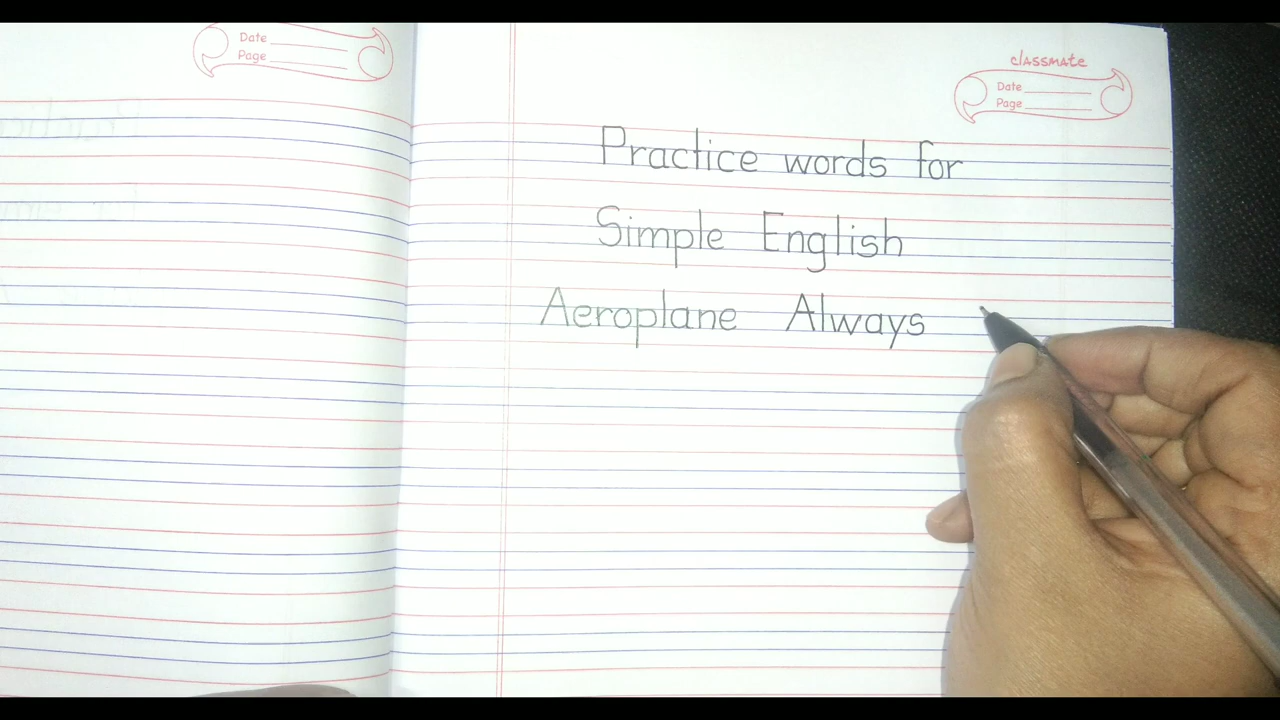 Date
Page
classmate
Date
Page
Practice words for
Simple English
Aeroplane Always